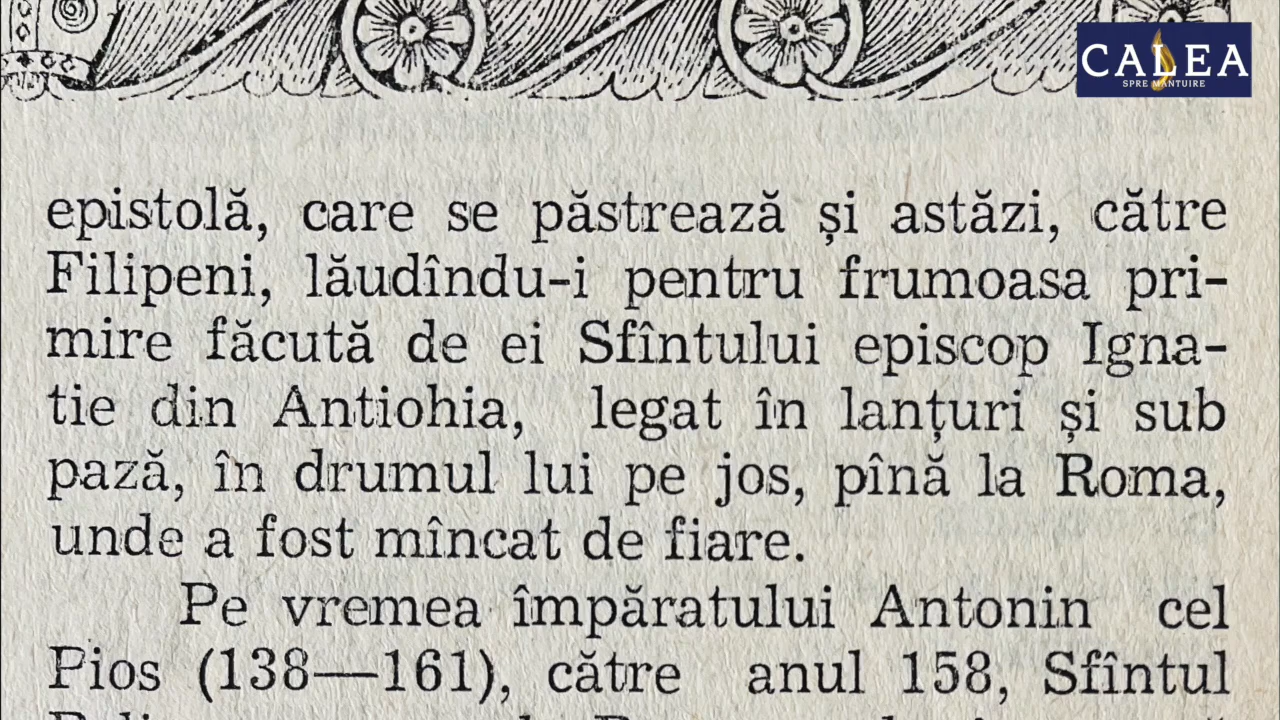 CALEA
SPRE MÂNTUIRE
epistolă, care se păstrează și astăzi, către
Filipeni, lăudîndu-i pentru frumoasa pri-
mire făcută de ei Sfîntului episcop Igna-
tie din Antiohia, legat în lanțuri și sub
pază, în drumul lui pe jos, pînă la Roma,
unde a fost mîncat de fiare.
Pe vremea împăratului Antonin cel
Pios (138—161), către anul 158, Sfîntul